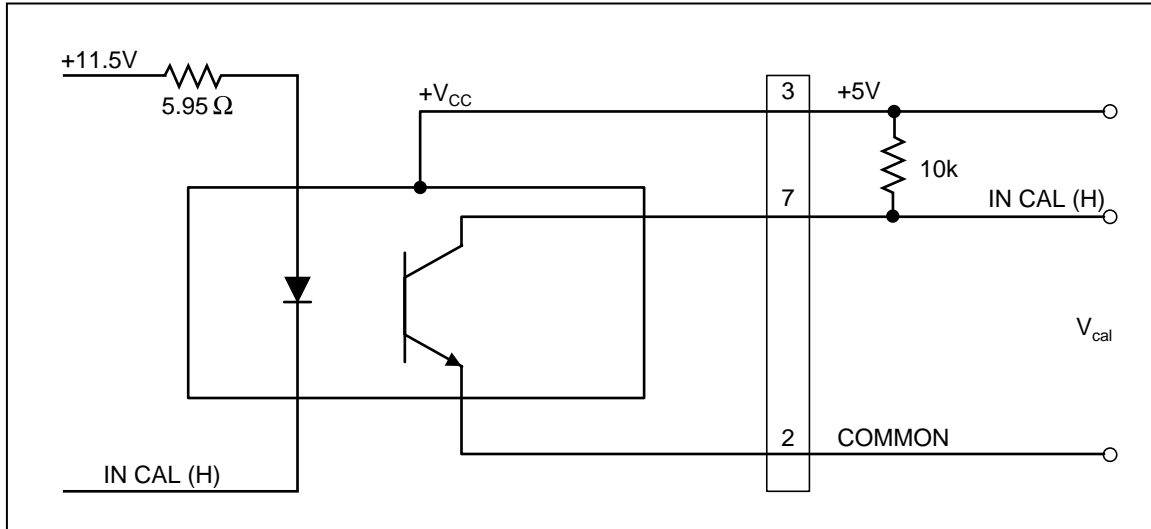 +11.5V
5.95 Ω
+VCC
3
+5V
10k
7
IN CAL (H)
Vcal
2
COMMON
IN CAL (H)